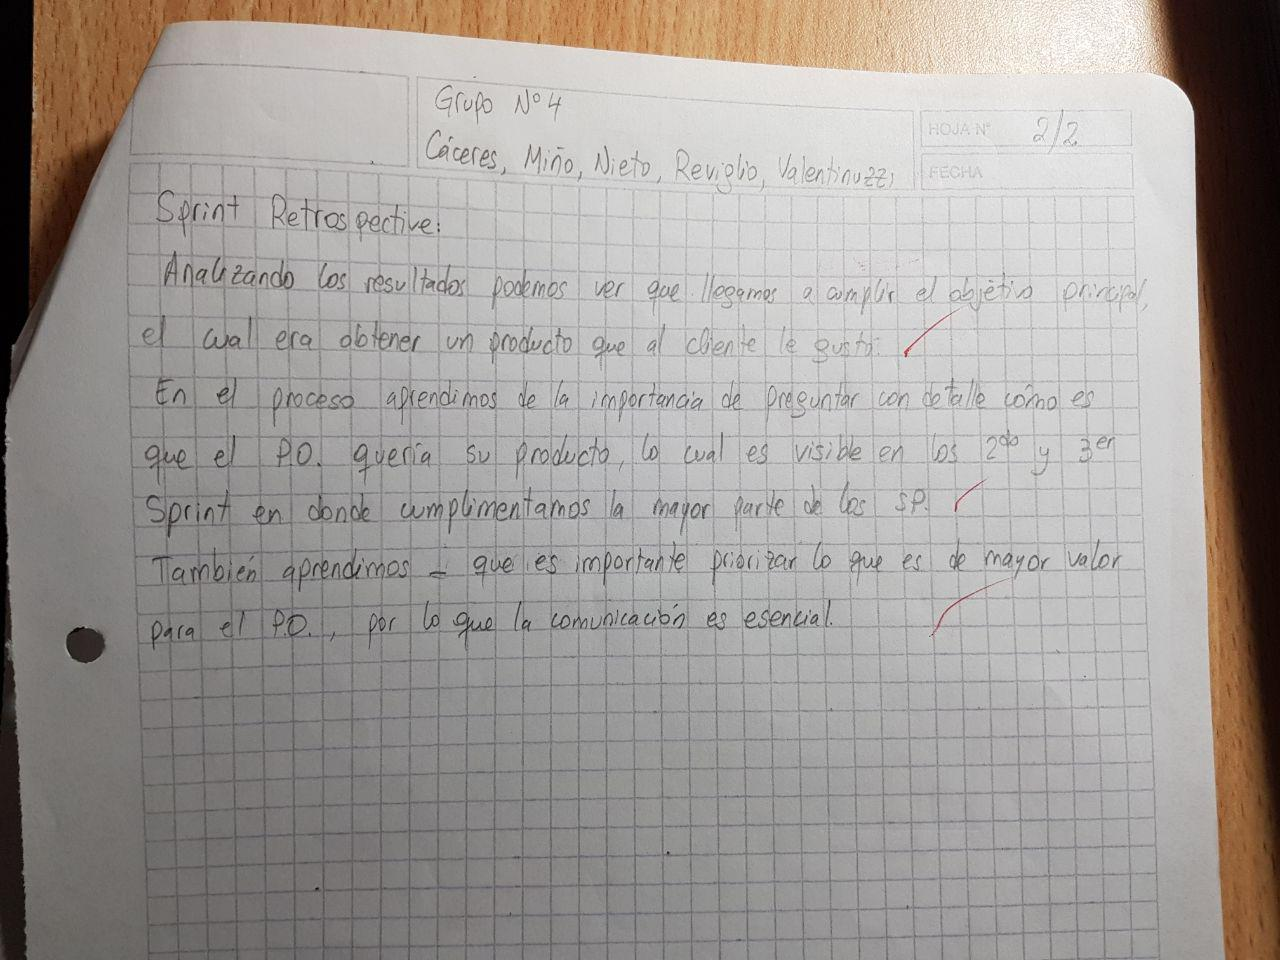 Grupo Nº 4
HOJA Nº 2/2
Cáceres, Miño, Nieto, Reviglio, Valentinuzzi
FECHA
Sprint Retrospective:
Analizando los resultados podemos ver que llegamos a cumplir el objetivo principal,
el cual era obtener un producto que al cliente le gustó.
En el proceso aprendimos de la importancia de preguntar con detalle cómo es
que el P.O. quería su producto, lo cual es visible en los 2do y 3er
Sprint en donde cumplimentamos la mayor parte de los SP.
También aprendimos - que es importante priorizar lo que es de mayor valor
para el P.O., por lo que la comunicación es esencial.